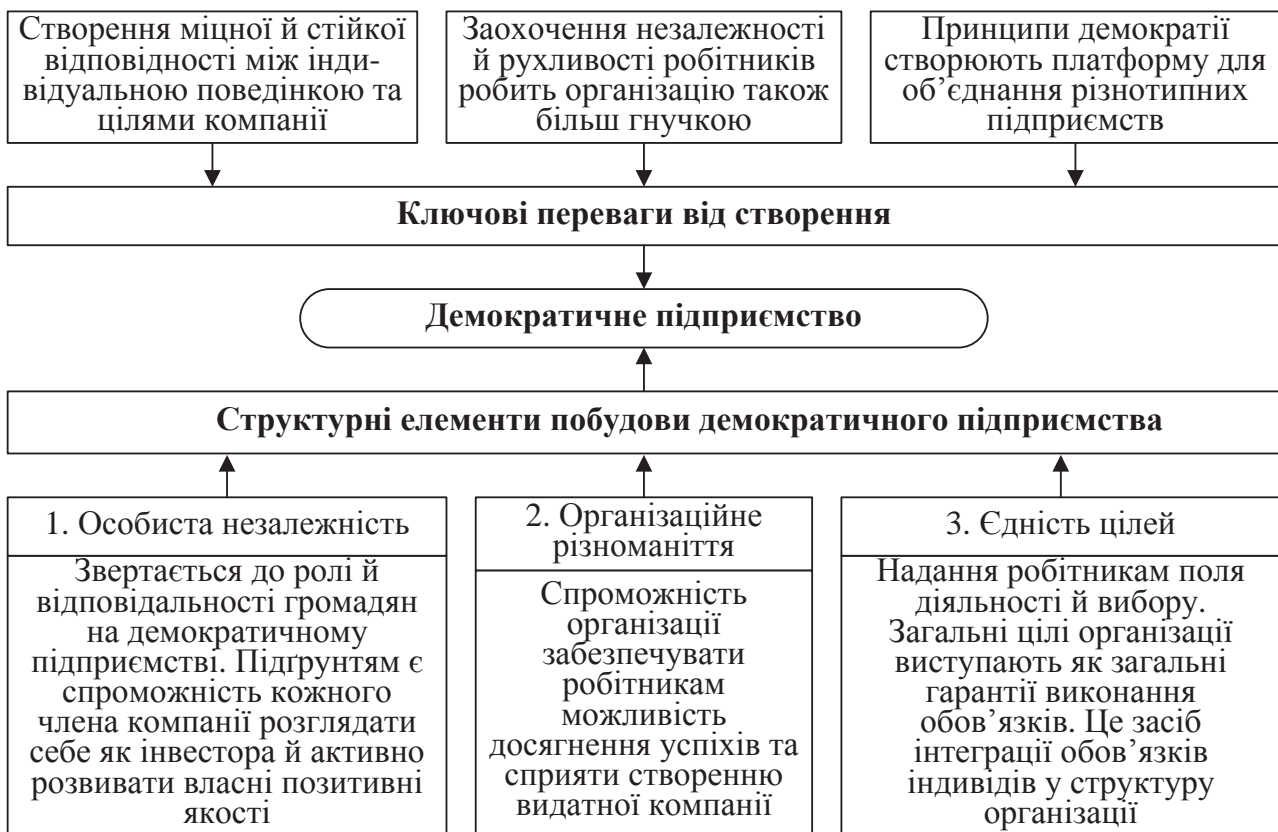 Створення міцної й стійкої
відповідності між інди-
відуальною поведінкою та
цілями компанії
Заохочення незалежності
й рухливості робітників
робить організацію також
більш гнучкою
Принципи демократії
створюють платформу для
об’єднання різнотипних
підприємств
Ключові переваги від створення
Демократичне підприємство
Структурні елементи побудови демократичного підприємства
1. Особиста незалежність
Звертається до ролі й
відповідальності громадян
на демократичному
підприємстві. Підґрунтям є
спроможність кожного
члена компанії розглядати
себе як інвестора й активно
розвивати власні позитивні
якості
2. Організаційне
різноманіття
Спроможність
організації
забезпечувати
робітникам
можливість
досягнення успіхів та
сприяти створенню
видатної компанії
3. Єдність цілей
Надання робітникам поля
діяльності й вибору.
Загальні цілі організації
виступають як загальні
гарантії виконання
обов’язків. Це засіб
інтеграції обов’язків
індивідів у структуру
організації